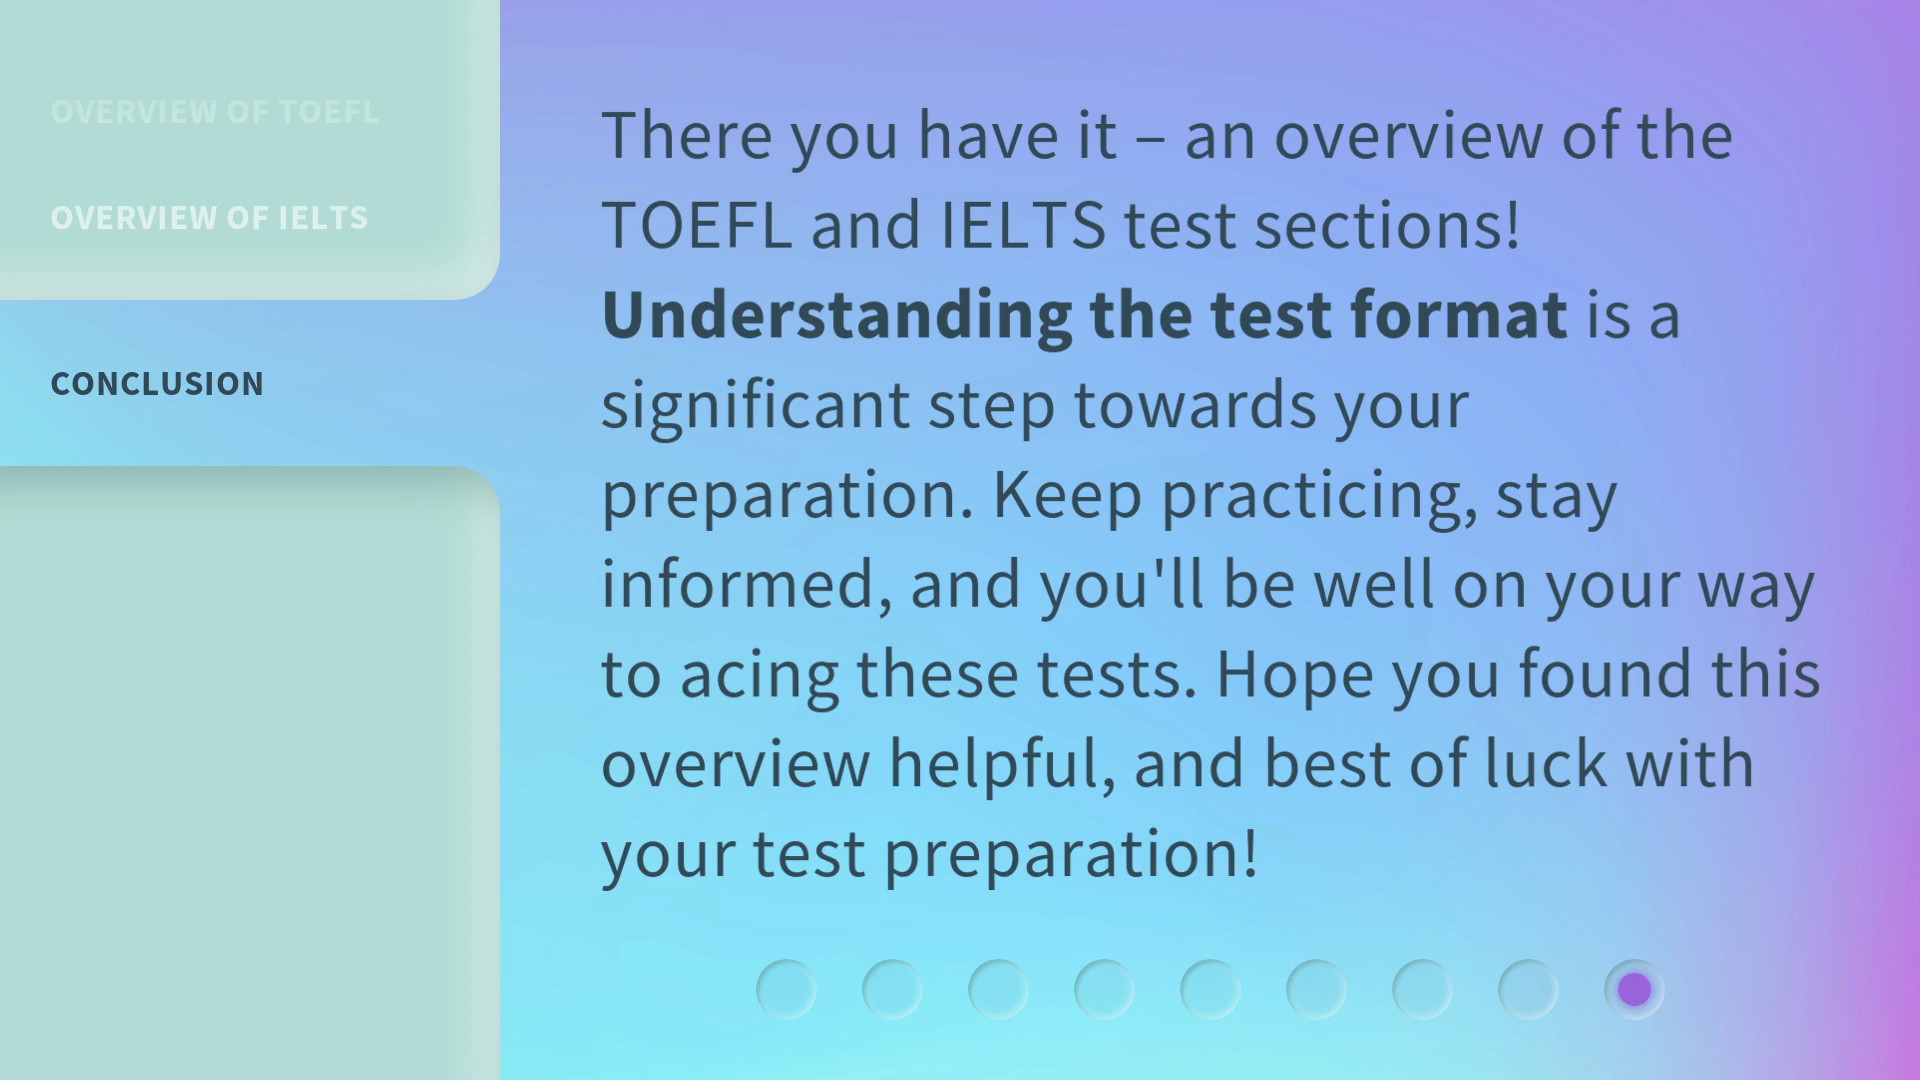 OVERVIEW OF TOEFL
OVERVIEW OF IELTS
CONCLUSION
There you have it – an overview of the
TOEFL and IELTS test sections!
Understanding the test format is a
significant step towards your
preparation. Keep practicing, stay
informed, and you'll be well on your way
to acing these tests. Hope you found this
overview helpful, and best of luck with
your test preparation!